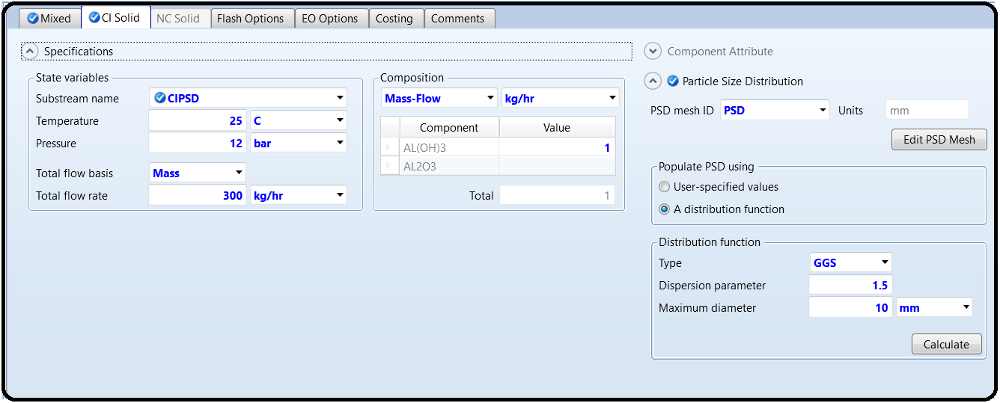 Mixed CI Solid NC Solid Flash Options EO Options Costing Comments
Specifications
State variables
Substream name CIPSD
Temperature 25 C
Pressure 12 bar
Total flow basis Mass
Total flow rate 300 kg/hr
Composition
Mass-Flow kg/hr
Component Value
AL(OH)3 1
AL2O3
Total 1
Component Attribute
Particle Size Distribution
PSD mesh ID PSD Units mm
Edit PSD Mesh
Populate PSD using
User-specified values
A distribution function
Distribution function
Type GGS
Dispersion parameter 1.5
Maximum diameter 10 mm
Calculate